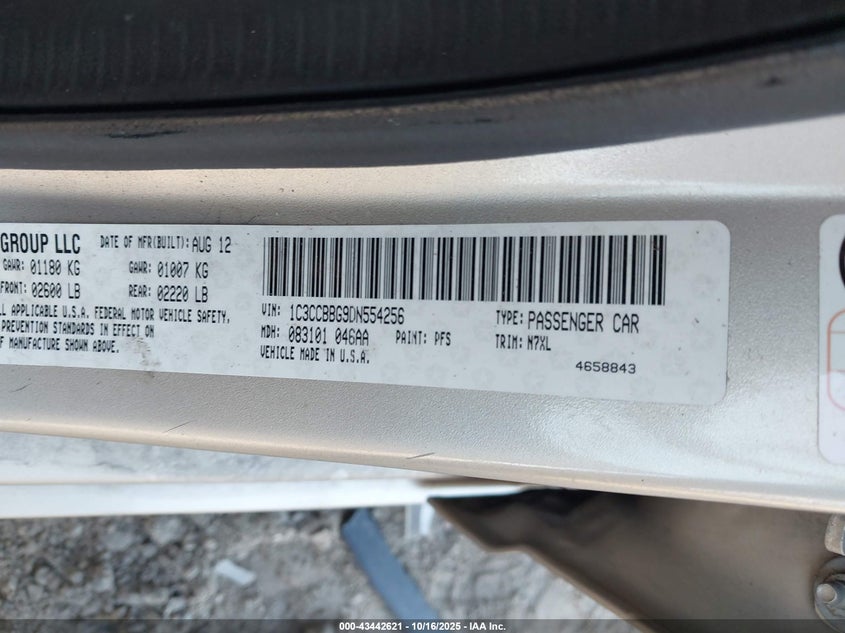 GROUP LLC DATE OF MFR(BUILT): AUG 12
GAWR: 01180 KG GAWR: 01007 KG
FRONT: 02600 LB REAR: 02220 LB
APPLICABLE U.S.A. FEDERAL MOTOR VEHICLE SAFETY,
PREVENTION STANDARDS IN EFFECT ON
OF MANUFACTURE SHOWN ABOVE.
VIN: 1C3CCBBG9DN554256 TYPE: PASSENGER CAR
MDH: 083101 046AA PAINT: PFS TRIM: N7XL
VEHICLE MADE IN U.S.A. 4658843
000-43442621 - 10/16/2025 - IAA Inc.